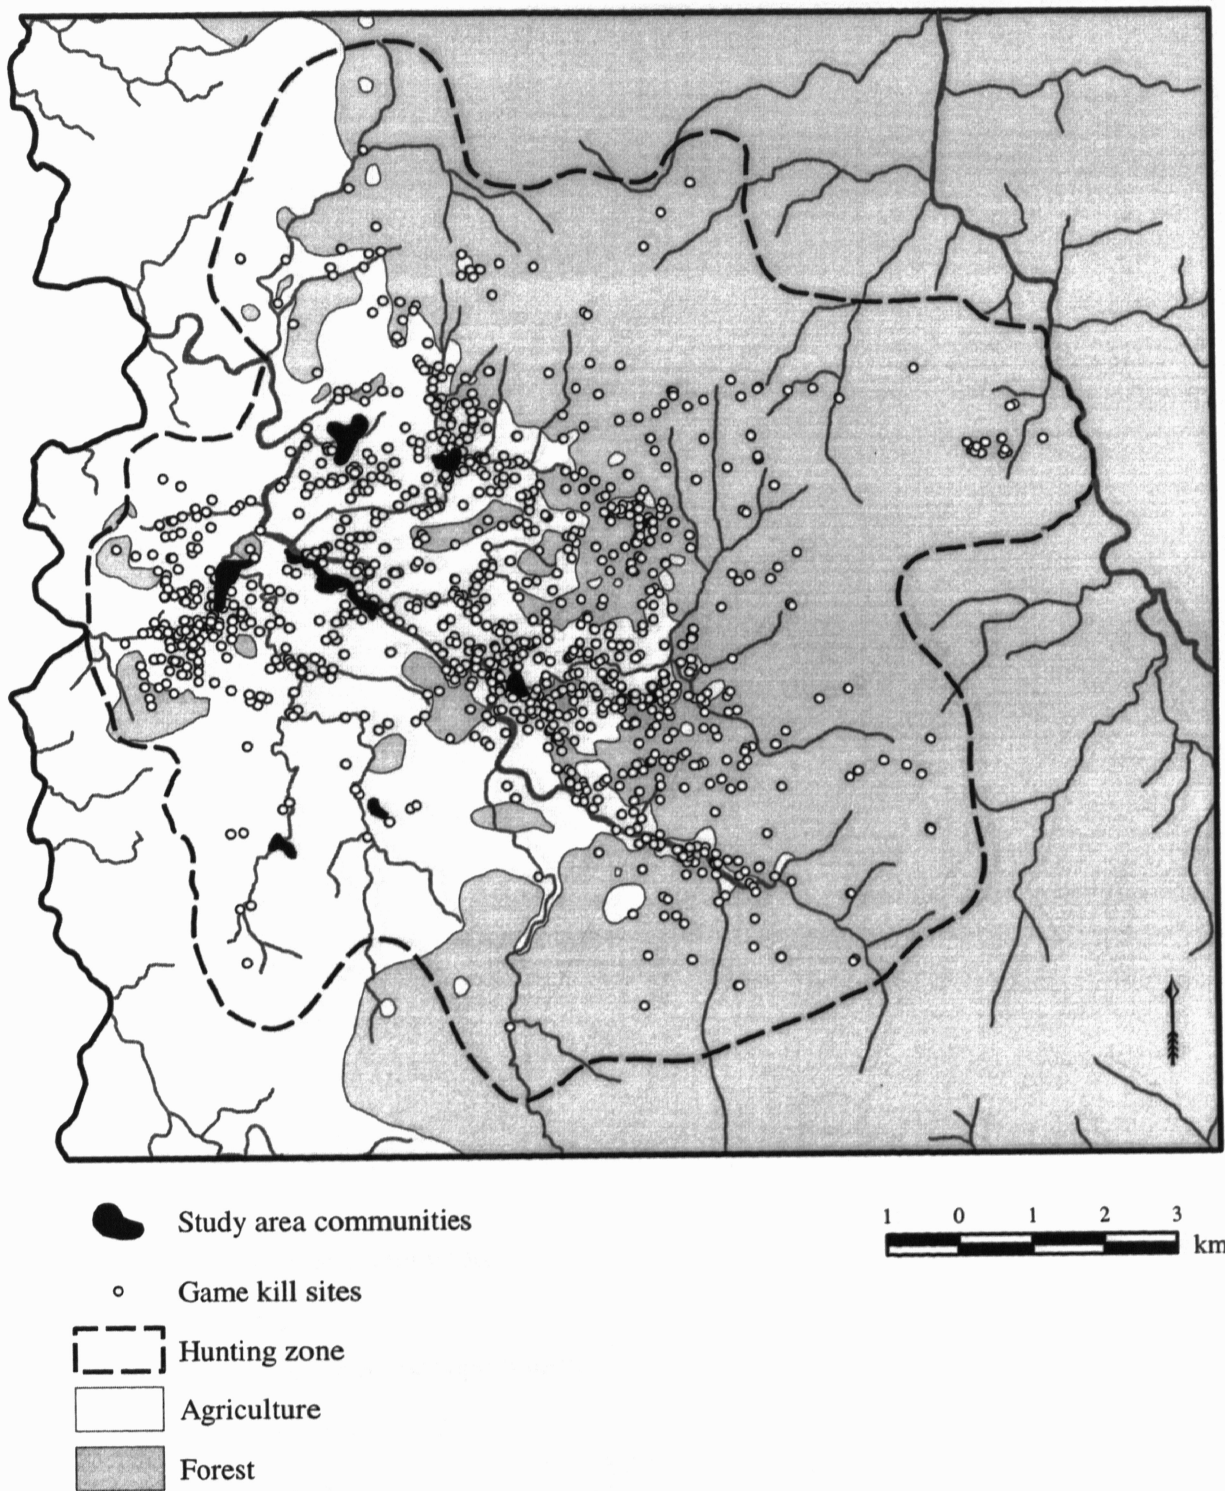 Study area communities
1 0 1 2 3
km
Game kill sites
Hunting zone
Agriculture
Forest